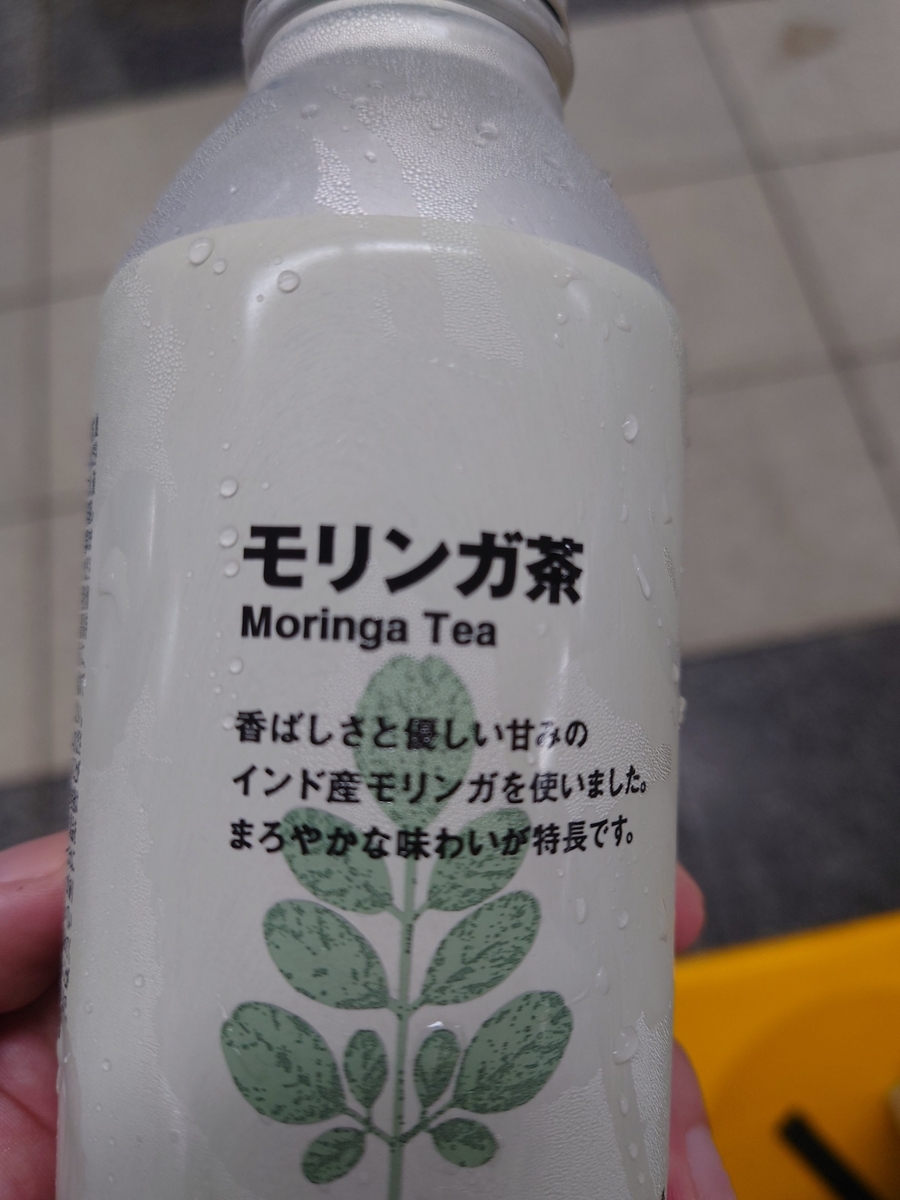 モリンガ茶
Moringa Tea
香ばしさと優しい甘みの
インド産モリンガを使いました。
まろやかな味わいが特長です。